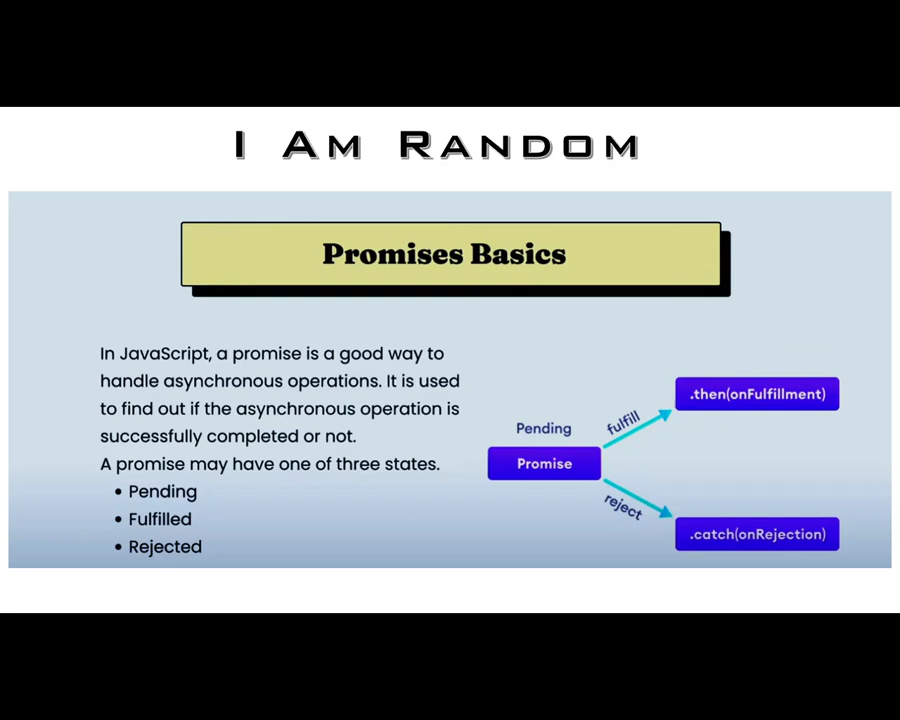 I Am Random
Promises Basics
In JavaScript, a promise is a good way to
handle asynchronous operations. It is used
to find out if the asynchronous operation is
successfully completed or not.
A promise may have one of three states.
• Pending
• Fulfilled
• Rejected
Pending
Promise
fulfill
.then(onFulfillment)
reject
.catch(onRejection)